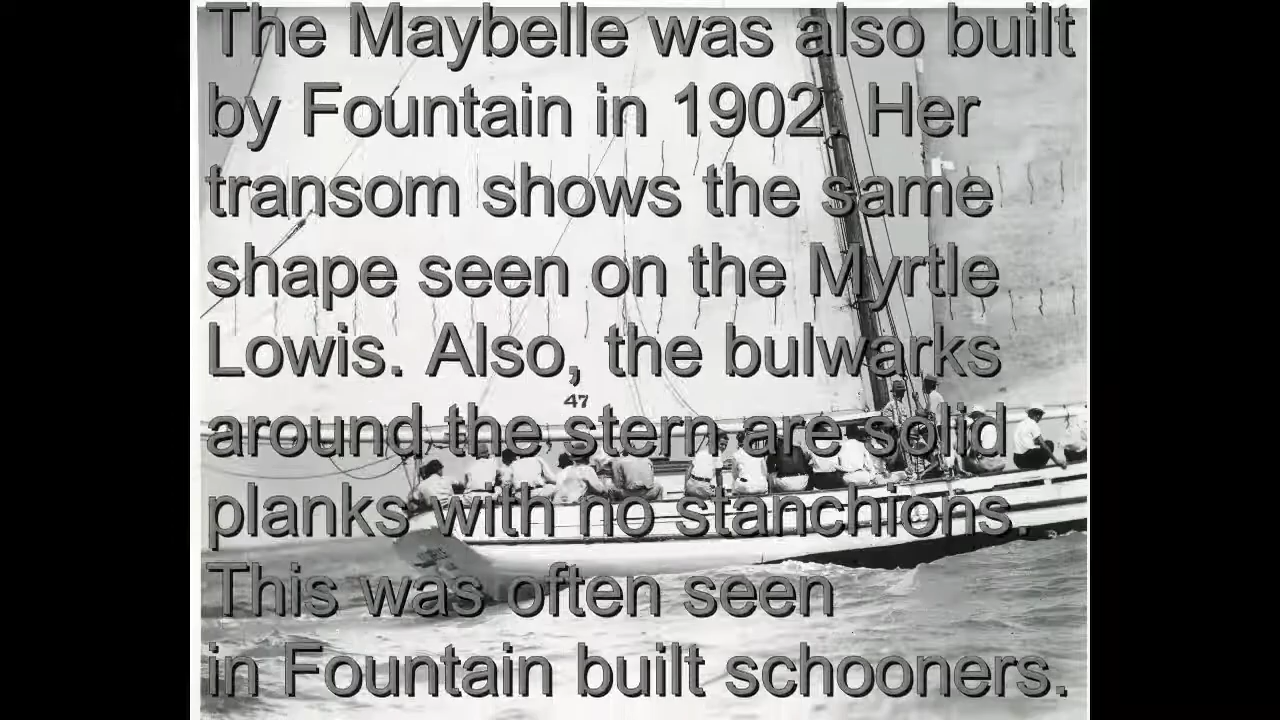 The Maybelle was also built
by Fountain in 1902. Her
transom shows the same
shape seen on the Myrtle
Lowis. Also, the bulwarks
47
around the stern are solid
planks with no stanchions.
This was often seen
in Fountain built schooners.